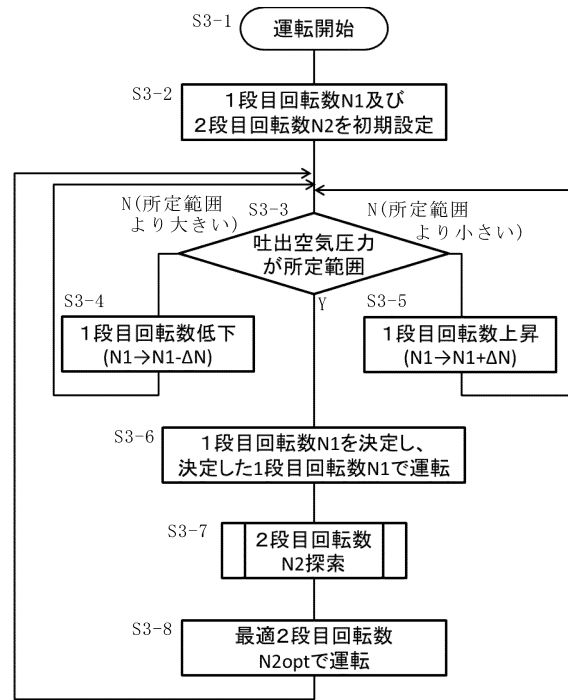 S3-1
運転開始
S3-2
1段目回転数N1及び
2段目回転数N2を初期設定
N(所定範囲
より大きい)
S3-3
N(所定範囲
より小さい)
吐出空気圧力
が所定範囲
Y
S3-4
1段目回転数低下
(N1→N1-ΔN)
S3-5
1段目回転数上昇
(N1→N1+ΔN)
S3-6
1段目回転数N1を決定し、
決定した1段目回転数N1で運転
S3-7
2段目回転数
N2探索
S3-8
最適2段目回転数
N2optで運転